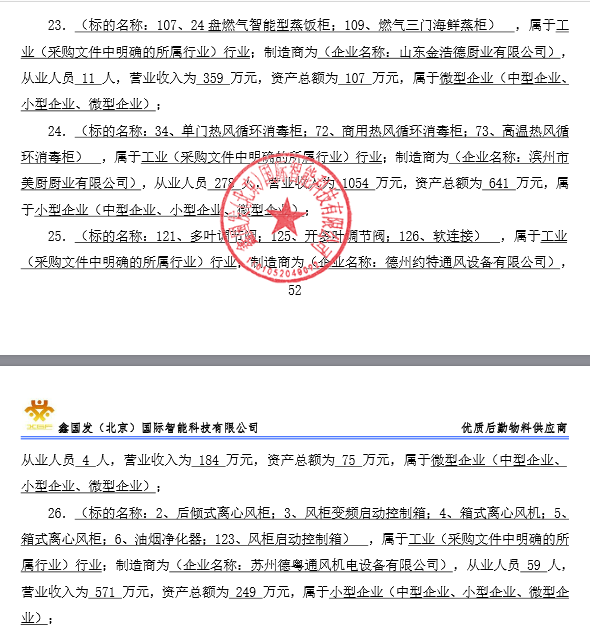 23. （标的名称：107、24 盘燃气智能型蒸饭柜；109、燃气三门海鲜蒸柜） ，属于工
业（采购文件中明确的所属行业）行业；制造商为（企业名称：山东金浩德厨业有限公司），
从业人员 11 人，营业收入为 359 万元，资产总额为 107 万元，属于微型企业（中型企业、
小型企业、微型企业）；
24. （标的名称：34、单门热风循环消毒柜；72、商用热风循环消毒柜；73、高温热风循
环消毒柜） ，属于工业（采购文件中明确的所属行业）行业；制造商为（企业名称：滨州市
美厨厨业有限公司），从业人员 278 人，营业收入为 1054 万元，资产总额为 641 万元，属
于小型企业（中型企业、小型企业、微型企业）；
25. （标的名称：121、多叶调节阀；125、开多叶调节阀；126、软连接） ，属于工业
（采购文件中明确的所属行业）行业；制造商为（企业名称：德州约特通风设备有限公司），
52
鑫国发（北京）国际智能科技有限公司 优质后勤物料供应商
从业人员 4 人，营业收入为 184 万元，资产总额为 75 万元，属于微型企业（中型企业、
小型企业、微型企业）；
26. （标的名称：2、后倾式离心风柜；3、风柜变频启动控制箱；4、箱式离心风机；5、
箱式离心风柜；6、油烟净化器；123、风柜启动控制箱） ，属于工业（采购文件中明确的所
属行业）行业；制造商为（企业名称：苏州德粤通风机电设备有限公司），从业人员 59 人，
营业收入为 571 万元，资产总额为 249 万元，属于小型企业（中型企业、小型企业、微型企
业）；